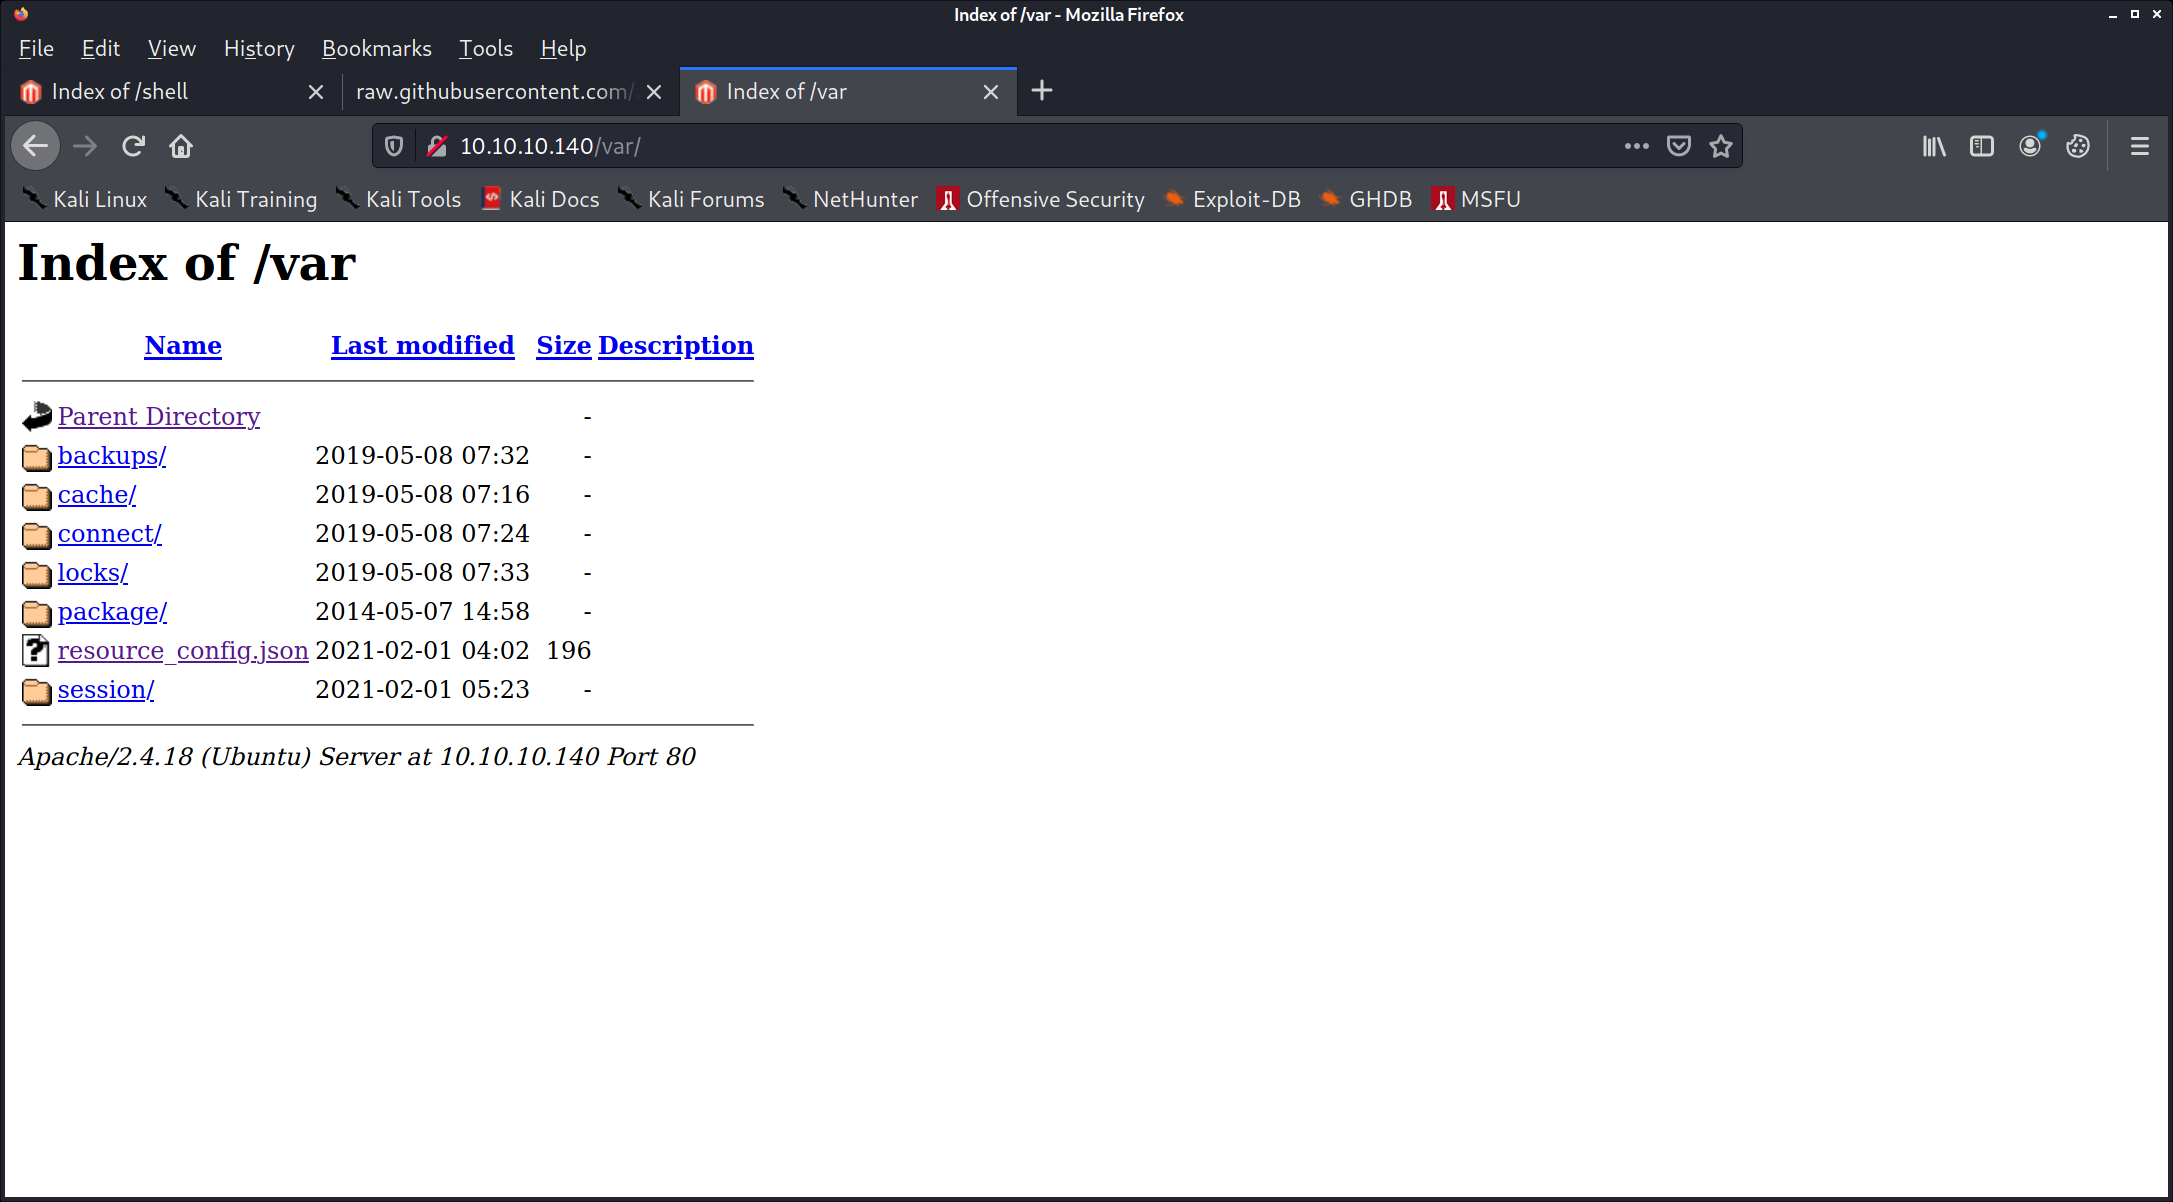 Index of /var - Mozilla Firefox
File Edit View History Bookmarks Tools Help
Index of /shell raw.githubusercontent.com/ Index of /var
10.10.10.140/var/
Kali Linux Kali Training Kali Tools Kali Docs Kali Forums NetHunter Offensive Security Exploit-DB GHDB MSFU
Index of /var
Name Last modified Size Description
Parent Directory -
backups/ 2019-05-08 07:32 -
cache/ 2019-05-08 07:16 -
connect/ 2019-05-08 07:24 -
locks/ 2019-05-08 07:33 -
package/ 2014-05-07 14:58 -
resource_config.json 2021-02-01 04:02 196
session/ 2021-02-01 05:23 -
Apache/2.4.18 (Ubuntu) Server at 10.10.10.140 Port 80